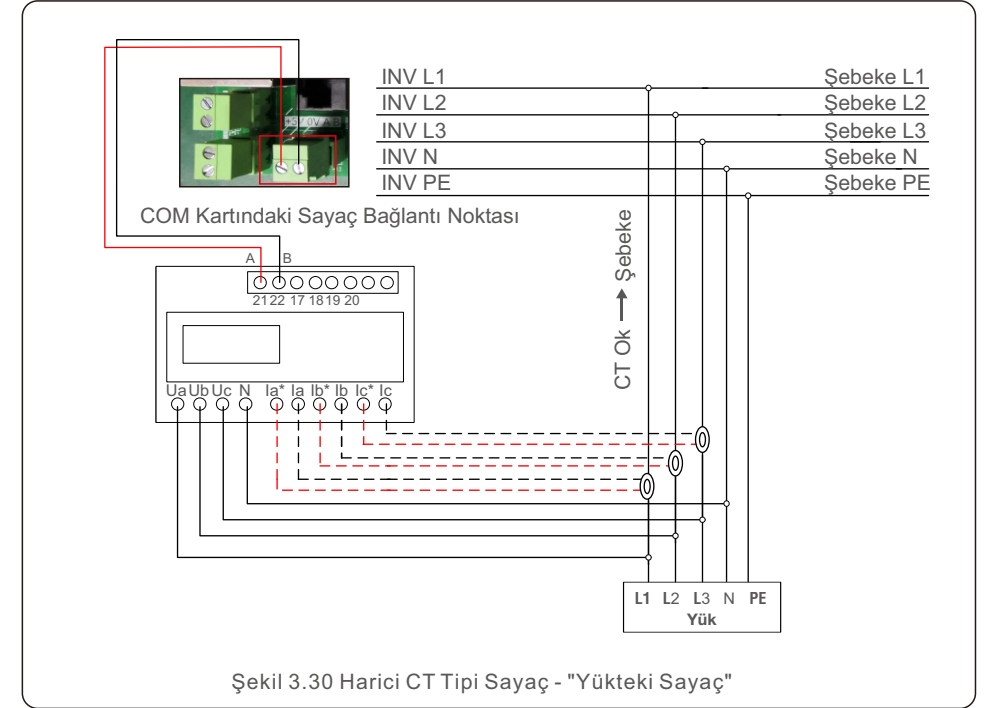 INV L1 Şebeke L1
INV L2 Şebeke L2
INV L3 Şebeke L3
INV N Şebeke N
INV PE Şebeke PE
+5V 0V A B
COM Kartındaki Sayaç Bağlantı Noktası
CT Ok → Şebeke
A B
21 22 17 18 19 20
Ua Ub Uc N Ia* Ia Ib* Ib Ic* Ic
L1 L2 L3 N PE
Yük
Şekil 3.30 Harici CT Tipi Sayaç - "Yükteki Sayaç"